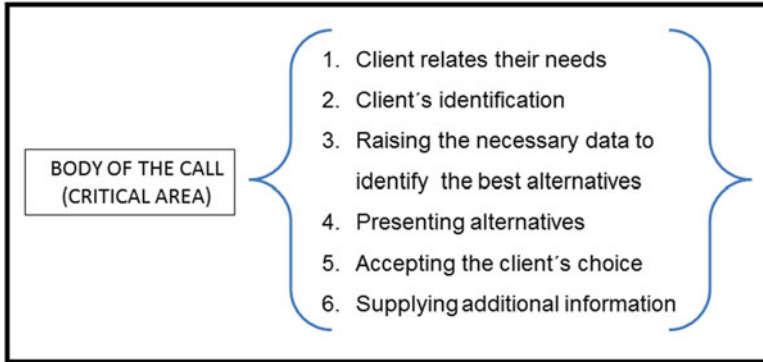 BODY OF THE CALL
(CRITICAL AREA)
1. Client relates their needs
2. Client´s identification
3. Raising the necessary data to
identify the best alternatives
4. Presenting alternatives
5. Accepting the client´s choice
6. Supplying additional information